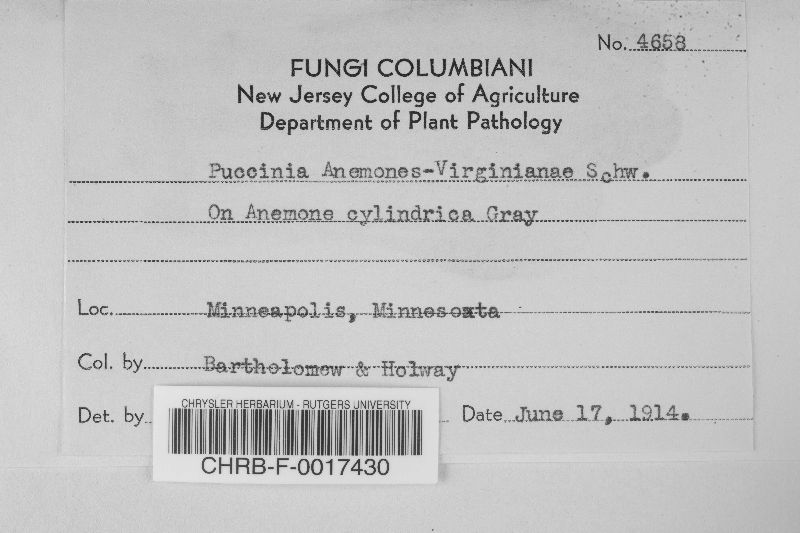 No. 4658
FUNGI COLUMBIANI
New Jersey College of Agriculture
Department of Plant Pathology
Puccinia Anemones-Virginianae Schw.
On Anemone cylindrica Gray
Loc. Minneapolis, Minnesoxta
Col. by Bartholomew & Holway
Det. by Date June 17, 1914.
CHRYSLER HERBARIUM - RUTGERS UNIVERSITY
CHRB-F-0017430